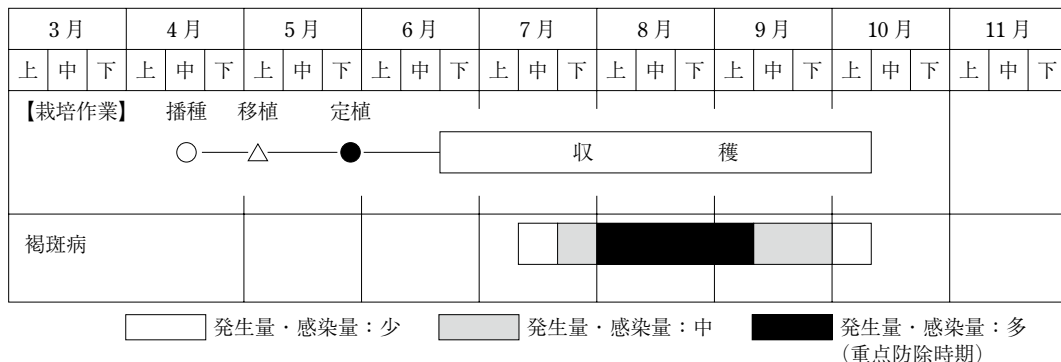 3月 4月 5月 6月 7月 8月 9月 10月 11月
上 中 下 上 中 下 上 中 下 上 中 下 上 中 下 上 中 下 上 中 下 上 中 下 上 中 下
【栽培作業】 播種 移植 定植
収 穫
褐斑病
発生量・感染量：少 発生量・感染量：中 発生量・感染量：多
（重点防除時期）